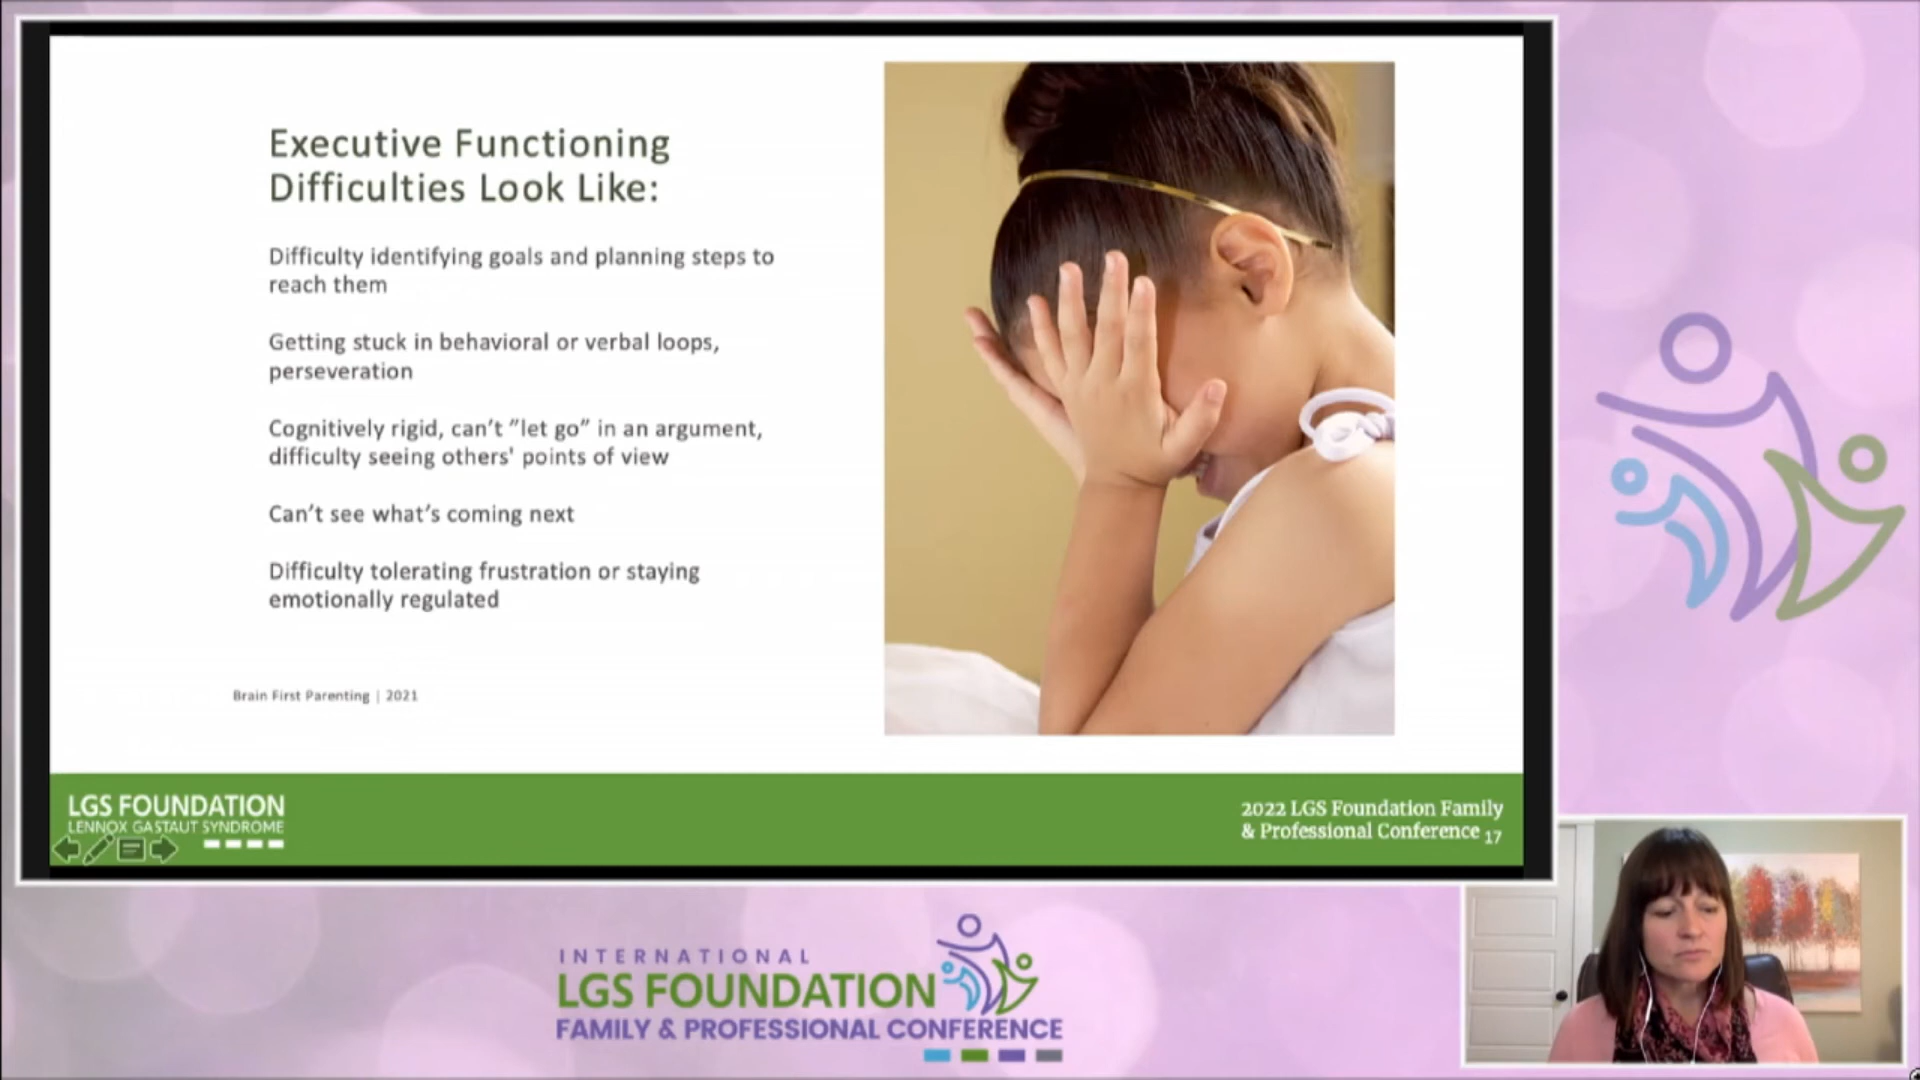 Executive Functioning
Difficulties Look Like:
Difficulty identifying goals and planning steps to
reach them
Getting stuck in behavioral or verbal loops,
perseveration
Cognitively rigid, can't "let go" in an argument,
difficulty seeing others' points of view
Can't see what's coming next
Difficulty tolerating frustration or staying
emotionally regulated
Brain First Parenting | 2021
LGS FOUNDATION
LENNOX GASTAUT SYNDROME
2022 LGS Foundation Family
& Professional Conference 17
INTERNATIONAL
LGS FOUNDATION
FAMILY & PROFESSIONAL CONFERENCE